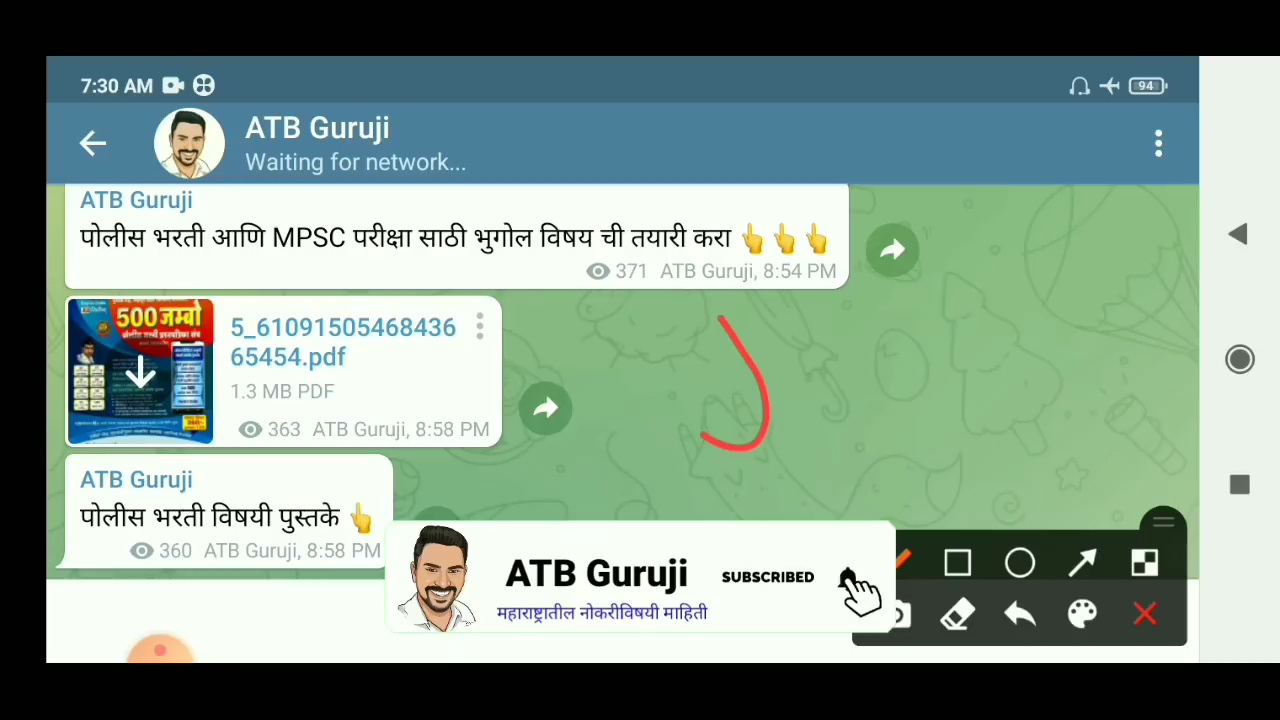 7:30 AM
94
ATB Guruji
Waiting for network...
ATB Guruji
पोलीस भरती आणि MPSC परीक्षा साठी भुगोल विषय ची तयारी करा 👆👆👆
371 ATB Guruji, 8:54 PM
500 जम्बो
5_61091505468436
65454.pdf
1.3 MB PDF
363 ATB Guruji, 8:58 PM
ATB Guruji
पोलीस भरती विषयी पुस्तके 👆
360 ATB Guruji, 8:58 PM
ATB Guruji
SUBSCRIBED
महाराष्ट्रातील नोकरीविषयी माहिती